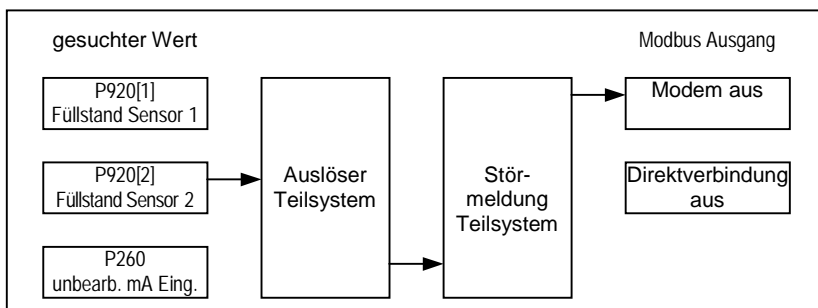 gesuchter Wert
Modbus Ausgang
P920[1]
Füllstand Sensor 1
P920[2]
Füllstand Sensor 2
P260
unbearb. mA Eing.
Auslöser
Teilsystem
Stör-
meldung
Teilsystem
Modem aus
Direktverbindung
aus